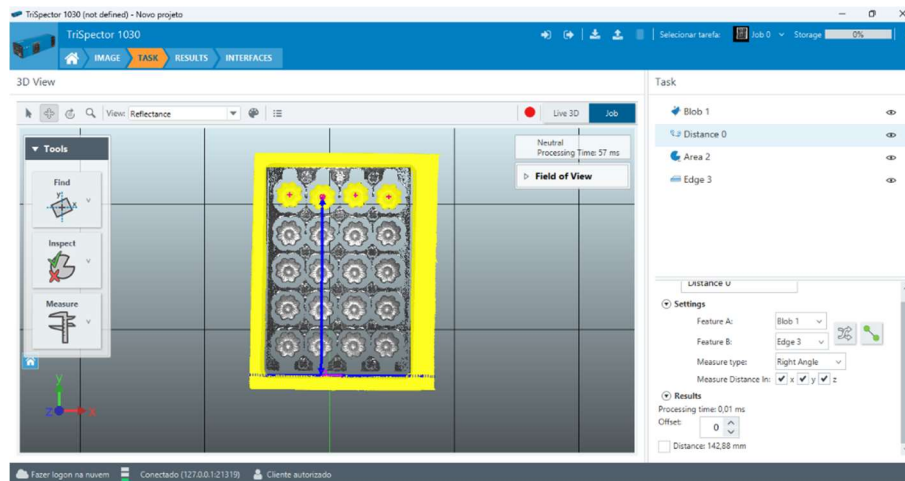 TriSpector 1030 (not defined) - Novo projeto
TriSpector 1030
Selecionar tarefa:
Job 0
Storage
0%
IMAGE
TASK
RESULTS
INTERFACES
3D View
View:
Reflectance
Live 3D
Job
Tools
Find
y
x
Inspect
Measure
Neutral
Processing Time: 57 ms
Field of View
y
z
x
Task
Blob 1
Distance 0
Area 2
Edge 3
Distance 0
Settings
Feature A:
Blob 1
Feature B:
Edge 3
Measure type:
Right Angle
Measure Distance In:
x
y
z
Results
Processing time: 0,01 ms
Offset:
0
Distance: 142,88 mm
Fazer logon na nuvem
Conectado (127.0.0.1:21319)
Cliente autorizado